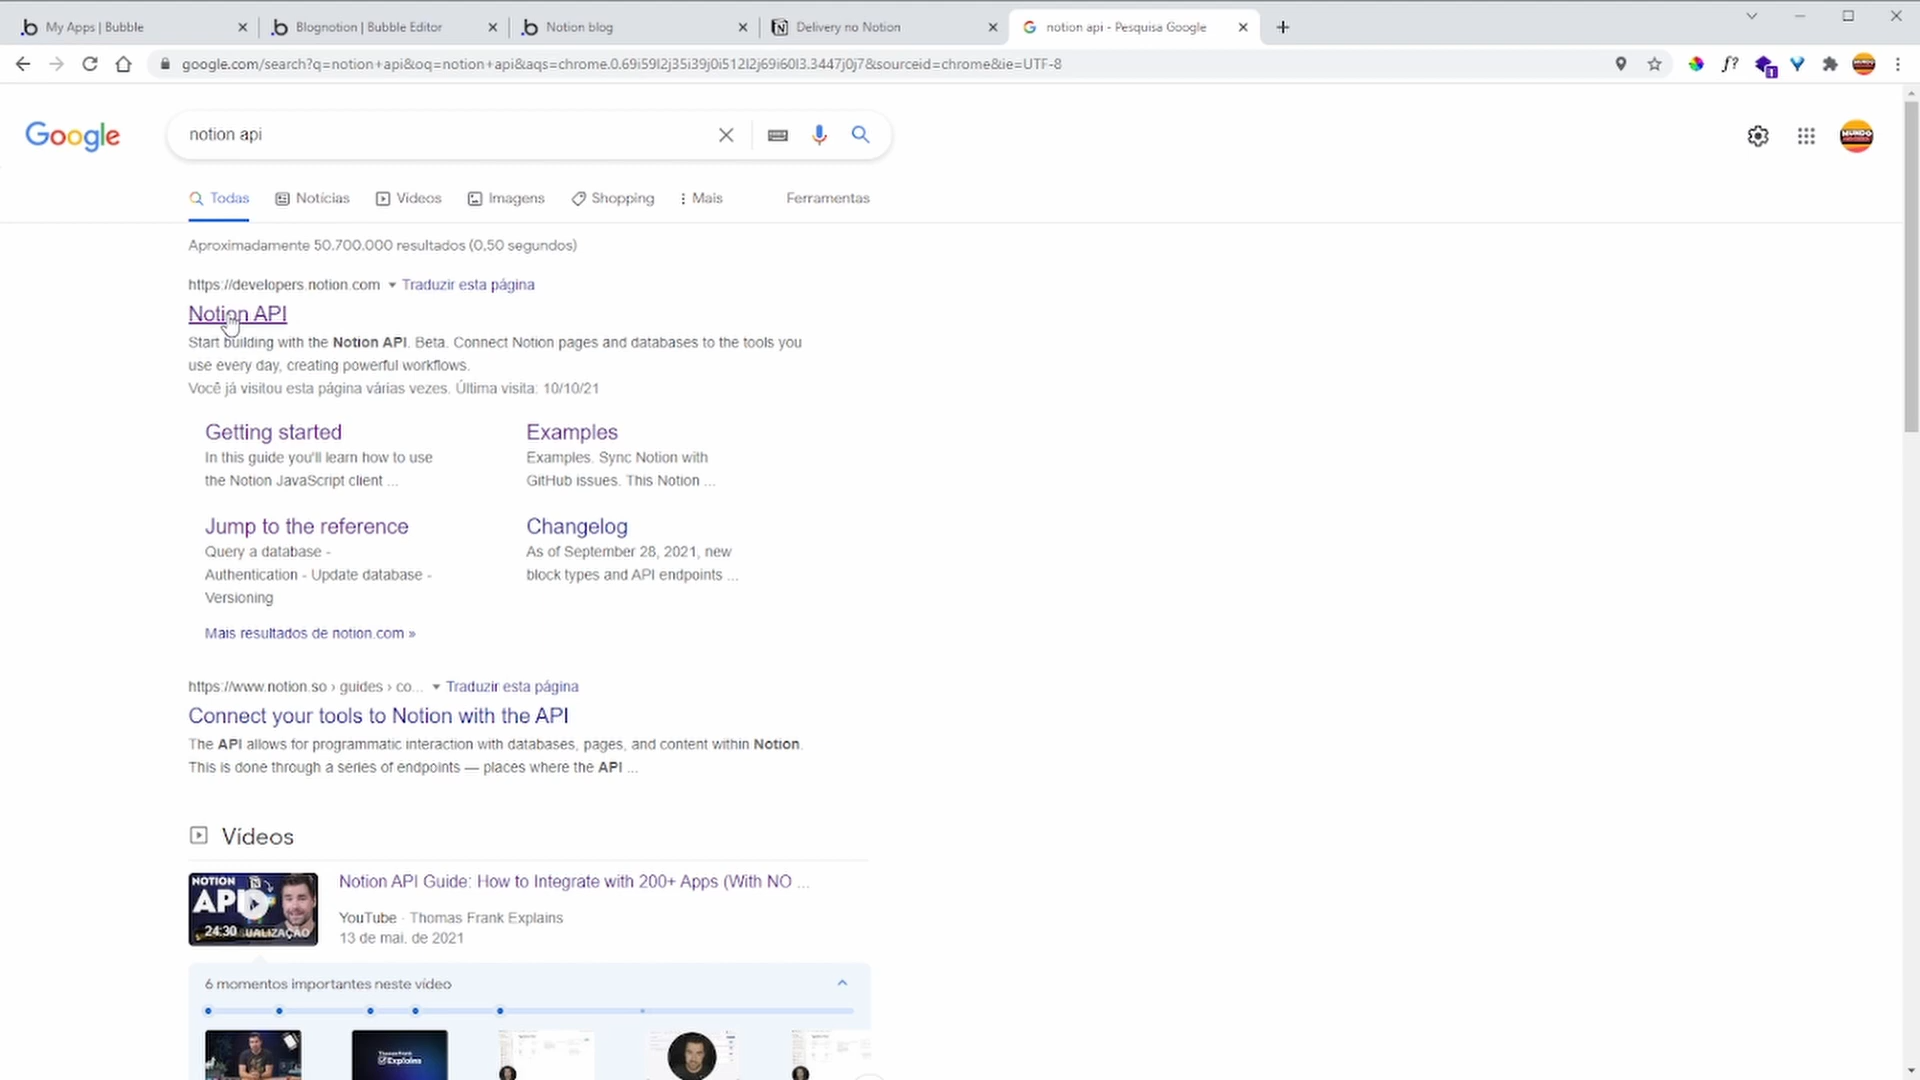 My Apps | Bubble
Blognotion | Bubble Editor
Notion blog
Delivery no Notion
notion api - Pesquisa Google
google.com/search?q=notion+api&oq=notion+api&aqs=chrome.0.69i59l2j35i39j0i512l2j69i60l3.3447j0j7&sourceid=chrome&ie=UTF-8
f?
1
Google
notion api
MUNDO
Todas
Notícias
Vídeos
Imagens
Shopping
Mais
Ferramentas
Aproximadamente 50.700.000 resultados (0,50 segundos)
https://developers.notion.com Traduzir esta página
Notion API
Start building with the Notion API. Beta. Connect Notion pages and databases to the tools you
use every day, creating powerful workflows.
Você já visitou esta página várias vezes. Última visita: 10/10/21
Getting started
In this guide you'll learn how to use
the Notion JavaScript client ...
Examples
Examples. Sync Notion with
GitHub issues. This Notion ...
Jump to the reference
Query a database -
Authentication - Update database -
Versioning
Changelog
As of September 28, 2021, new
block types and API endpoints ...
Mais resultados de notion.com »
https://www.notion.so › guides › co... Traduzir esta página
Connect your tools to Notion with the API
The API allows for programmatic interaction with databases, pages, and content within Notion.
This is done through a series of endpoints — places where the API ...
Vídeos
NOTION
API
24:30
UALIZAÇÃO
Notion API Guide: How to Integrate with 200+ Apps (With NO ...
YouTube · Thomas Frank Explains
13 de mai. de 2021
6 momentos importantes neste vídeo
Thomas Frank
Explains